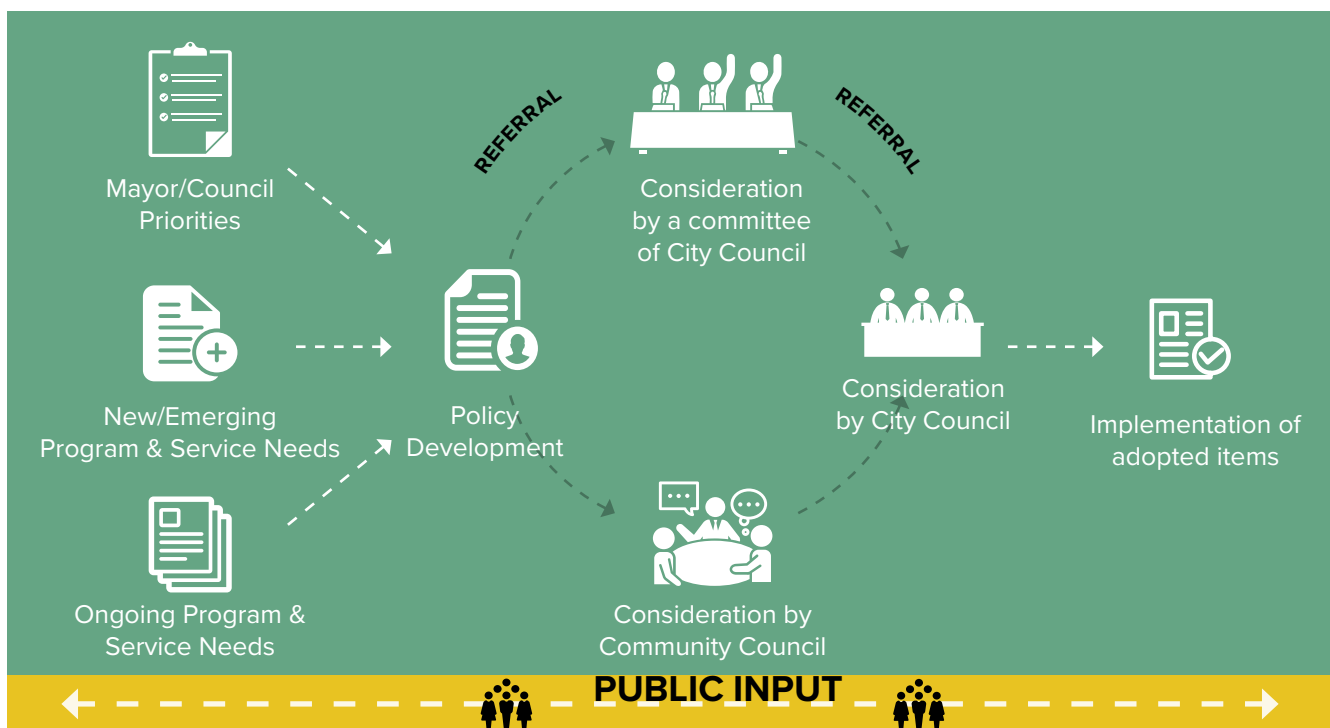 Mayor/Council
Priorities
New/Emerging
Program & Service Needs
Ongoing Program &
Service Needs
Policy
Development
REFERRAL
Consideration
by a committee
of City Council
REFERRAL
Consideration by
Community Council
Consideration
by City Council
Implementation of
adopted items
PUBLIC INPUT